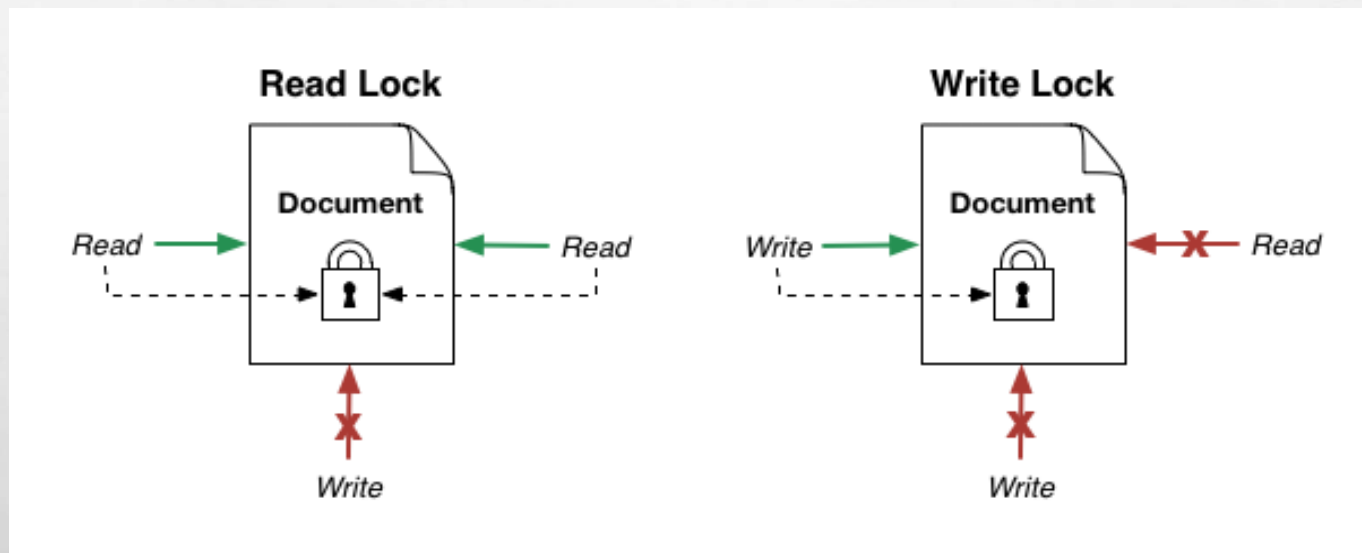 Read Lock
Document
Read
Read
Write
Write Lock
Document
Write
Read
Write